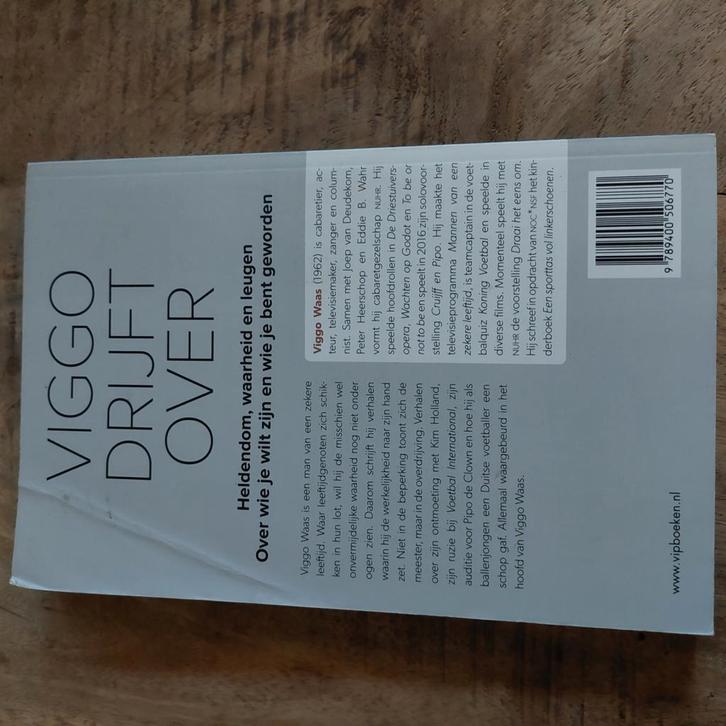 VIGGO
DRIJFT
OVER
Heldendom, waarheid en leugen
Over wie je wilt zijn en wie je bent geworden
Viggo Waas is een man van een zekere
leeftijd. Waar leeftijdgenoten zich schik-
ken in hun lot, wil hij de misschien wel
onvermijdelijke waarheid nog niet onder
ogen zien. Daarom schrijft hij verhalen
waarin hij de werkelijkheid naar zijn hand
zet. Niet in de beperking toont zich de
meester, maar in de overdrijving. Verhalen
over zijn ontmoeting met Kim Holland,
zijn ruzie bij Voetbal International, zijn
auditie voor Pipo de Clown en hoe hij als
ballenjongen een Duitse voetballer een
schop gaf. Allemaal waargebeurd in het
hoofd van Viggo Waas.
Viggo Waas (1962) is cabaretier, ac-
teur, televisiemaker, zanger en colum-
nist. Samen met Joep van Deudekom,
Peter Heerschop en Eddie B. Wahr
vormt hij cabaretgezelschap NUHR. Hij
speelde hoofdrollen in De Driestuivers-
opera, Wachten op Godot en To be or
not to be en speelt in 2016 zijn solovoor-
stelling Cruijff en Pipo. Hij maakte het
televisieprogramma Mannen van een
zekere leeftijd, is teamcaptain in de voet-
balquiz Koning Voetbal en speelde in
diverse films. Momenteel speelt hij met
NUHR de voorstelling Draai het eens om.
Hij schreef in opdracht van NOC*NSF het kin-
derboek Een sporttas vol linkerschoenen.
www.vipboeken.nl
9 789400 506770